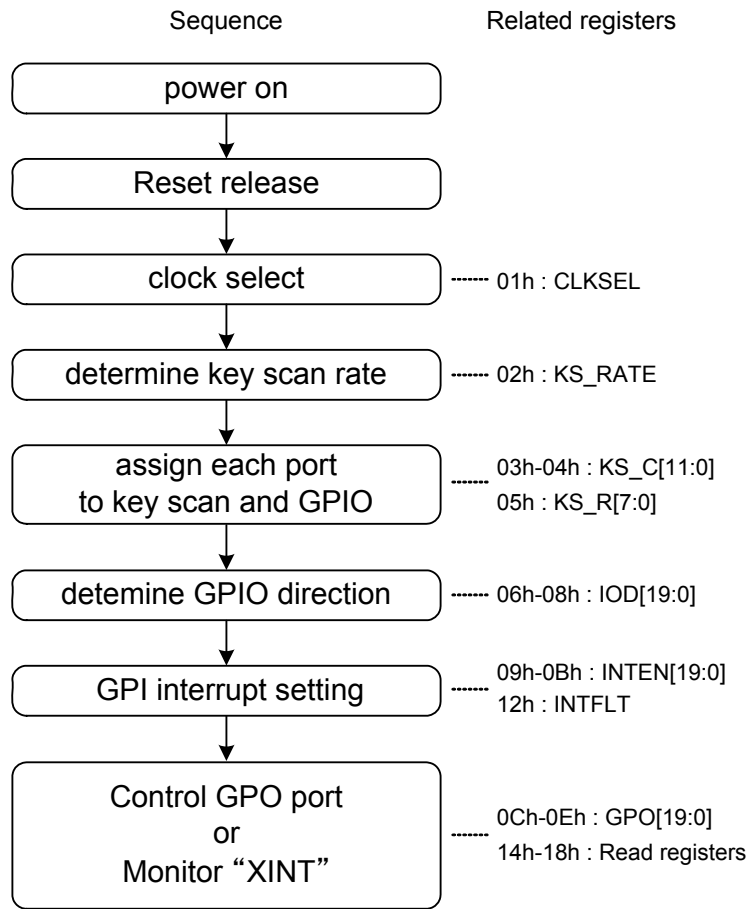 Sequence
Related registers
power on
Reset release
clock select
01h : CLKSEL
determine key scan rate
02h : KS_RATE
assign each port
to key scan and GPIO
03h-04h : KS_C[11:0]
05h : KS_R[7:0]
detemine GPIO direction
06h-08h : IOD[19:0]
GPI interrupt setting
09h-0Bh : INTEN[19:0]
12h : INTFLT
Control GPO port
or
Monitor “XINT”
0Ch-0Eh : GPO[19:0]
14h-18h : Read registers